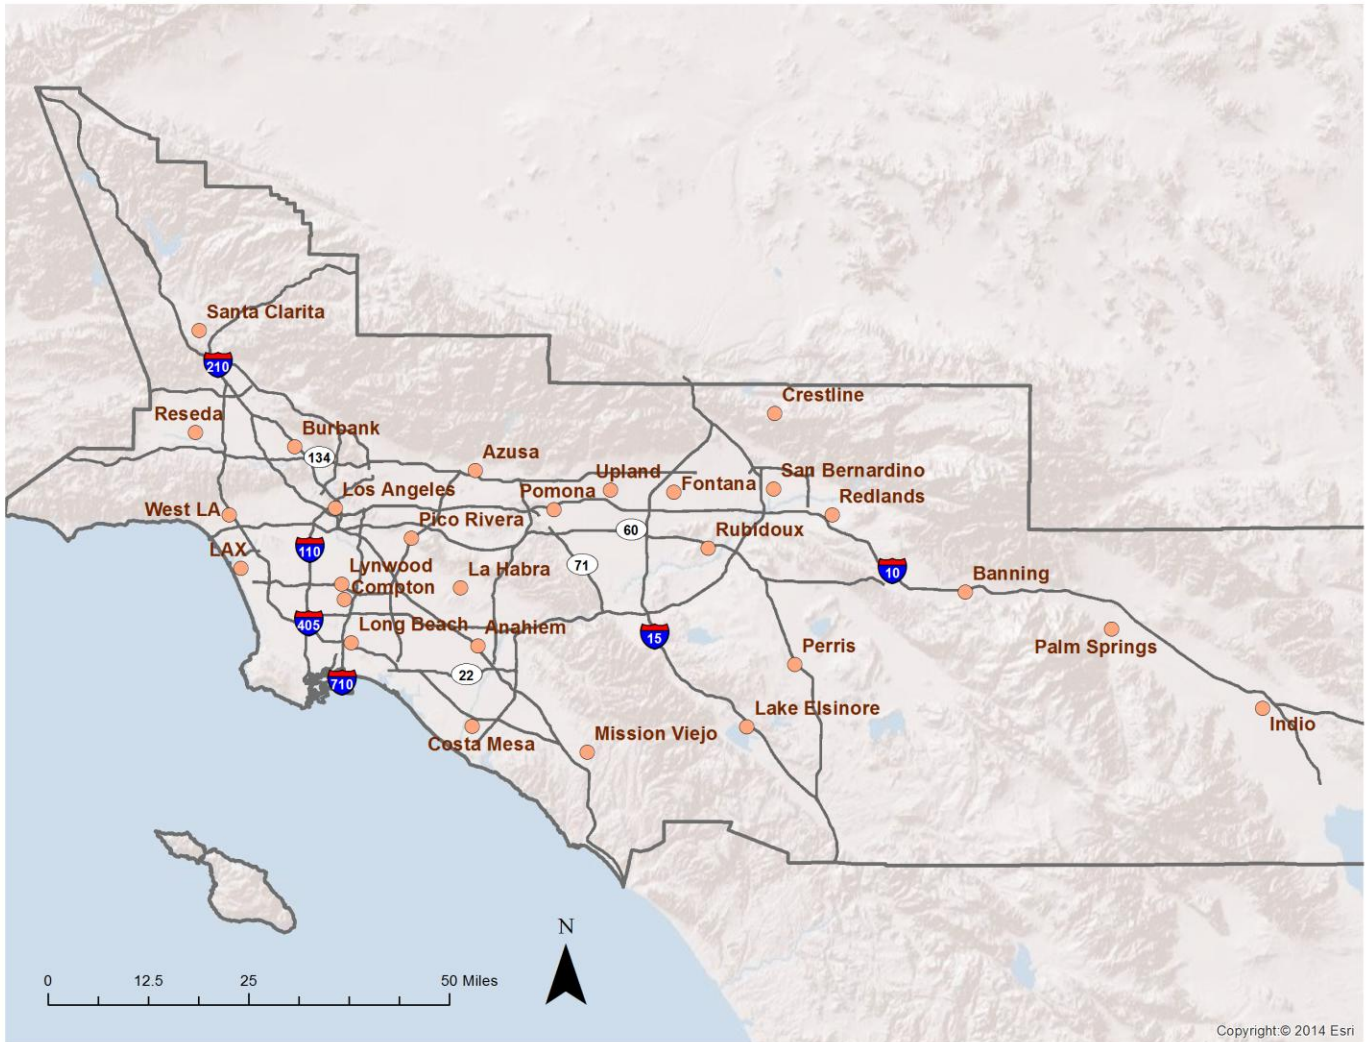 Santa Clarita
210
Crestline
Reseda
Burbank
134
Azusa
Upland
San Bernardino
Fontana
Los Angeles
Pomona
Redlands
West LA
Pico Rivera
60
Rubidoux
LAX
110
71
Lynwood
La Habra
10
Banning
Compton
405
Long Beach
Anahiem
15
Perris
Palm Springs
22
710
Lake Elsinore
Indio
Costa Mesa
Mission Viejo
N
0 12.5 25 50 Miles
Copyright:© 2014 Esri